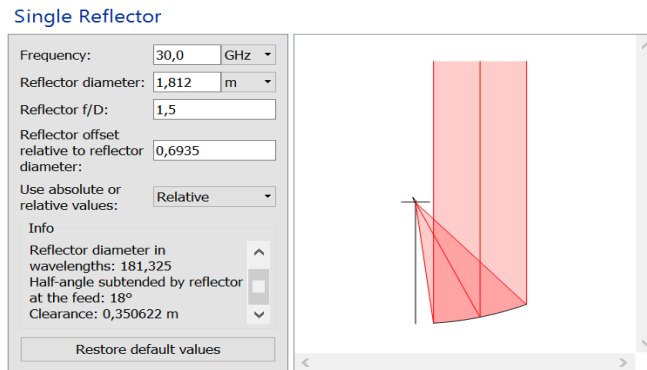 Single Reflector
Frequency: 30,0 GHz
Reflector diameter: 1,812 m
Reflector f/D: 1,5
Reflector offset
relative to reflector 0,6935
diameter:
Use absolute or
relative values: Relative
Info
Reflector diameter in
wavelengths: 181,325
Half-angle subtended by reflector
at the feed: 18°
Clearance: 0,350622 m
Restore default values